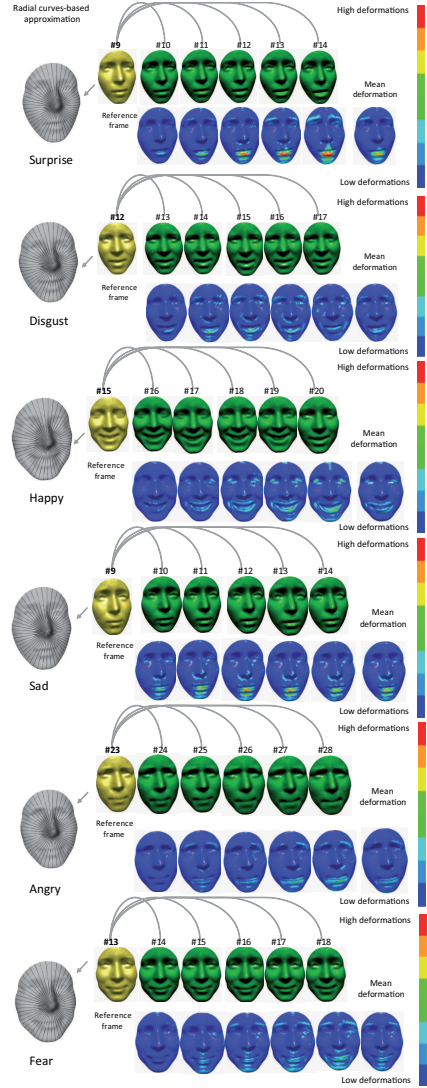 Radial curves-based
approximation
High deformations
#9 #10 #11 #12 #13 #14
Mean
deformation
Reference
frame
Surprise
Low deformations
High deformations
#12 #13 #14 #15 #16 #17
Mean
deformation
Reference
frame
Disgust
Low deformations
High deformations
#15 #16 #17 #18 #19 #20
Mean
deformation
Reference
frame
Happy
Low deformations
High deformations
#9 #10 #11 #12 #13 #14
Mean
deformation
Reference
frame
Sad
Low deformations
High deformations
#23 #24 #25 #26 #27 #28
Mean
deformation
Reference
frame
Angry
High deformations
#13 #14 #15 #16 #17 #18
Mean
deformation
Reference
frame
Fear
Low deformations